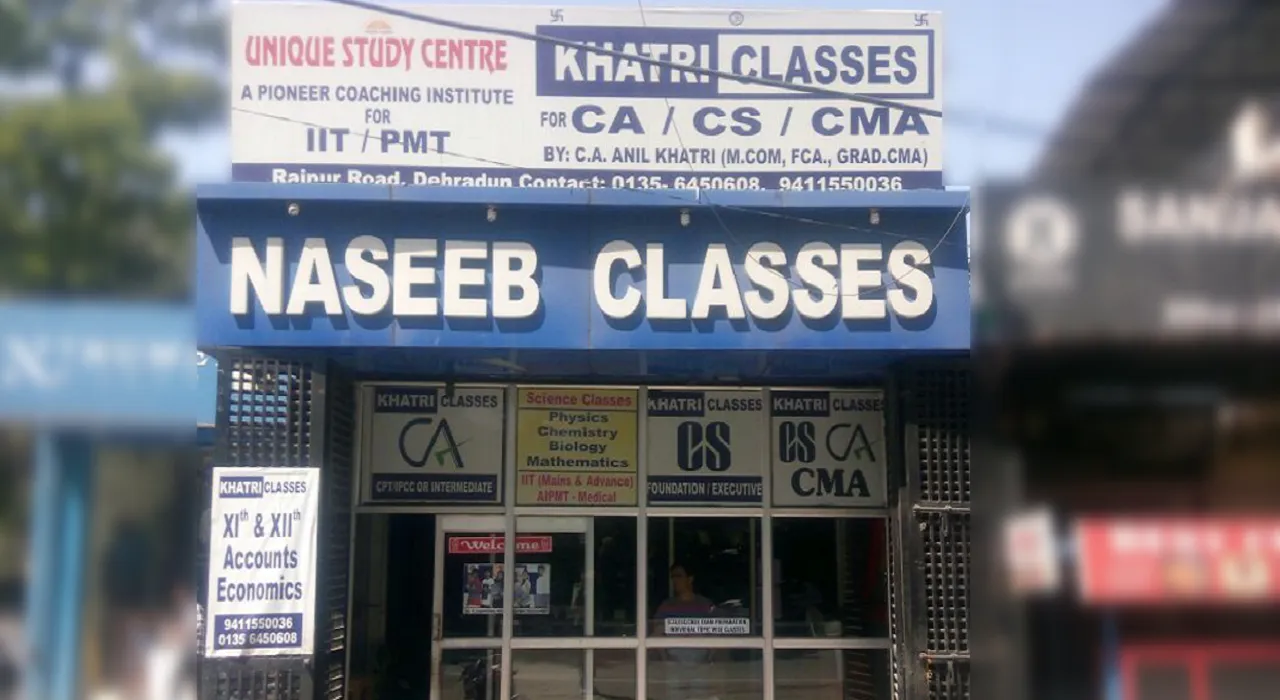 UNIQUE STUDY CENTRE
A PIONEER COACHING INSTITUTE
FOR
IIT / PMT
KHATRI CLASSES
FOR CA / CS / CMA
BY: C.A. ANIL KHATRI (M.COM, FCA., GRAD.CMA)
Rajpur Road, Dehradun Contact: 0135- 6450608, 9411550036
NASEEB CLASSES
KHATRI CLASSES
CA
CPT/IPCC OR INTERMEDIATE
Science Classes
Physics
Chemistry
Biology
Mathematics
IIT (Mains & Advance)
AIPMT - Medical
KHATRI CLASSES
CS
FOUNDATION / EXECUTIVE
KHATRI CLASSES
CS CA
CMA
KHATRI CLASSES
XIth & XIIth
Accounts
Economics
9411550036
0135 6450608
Welcome